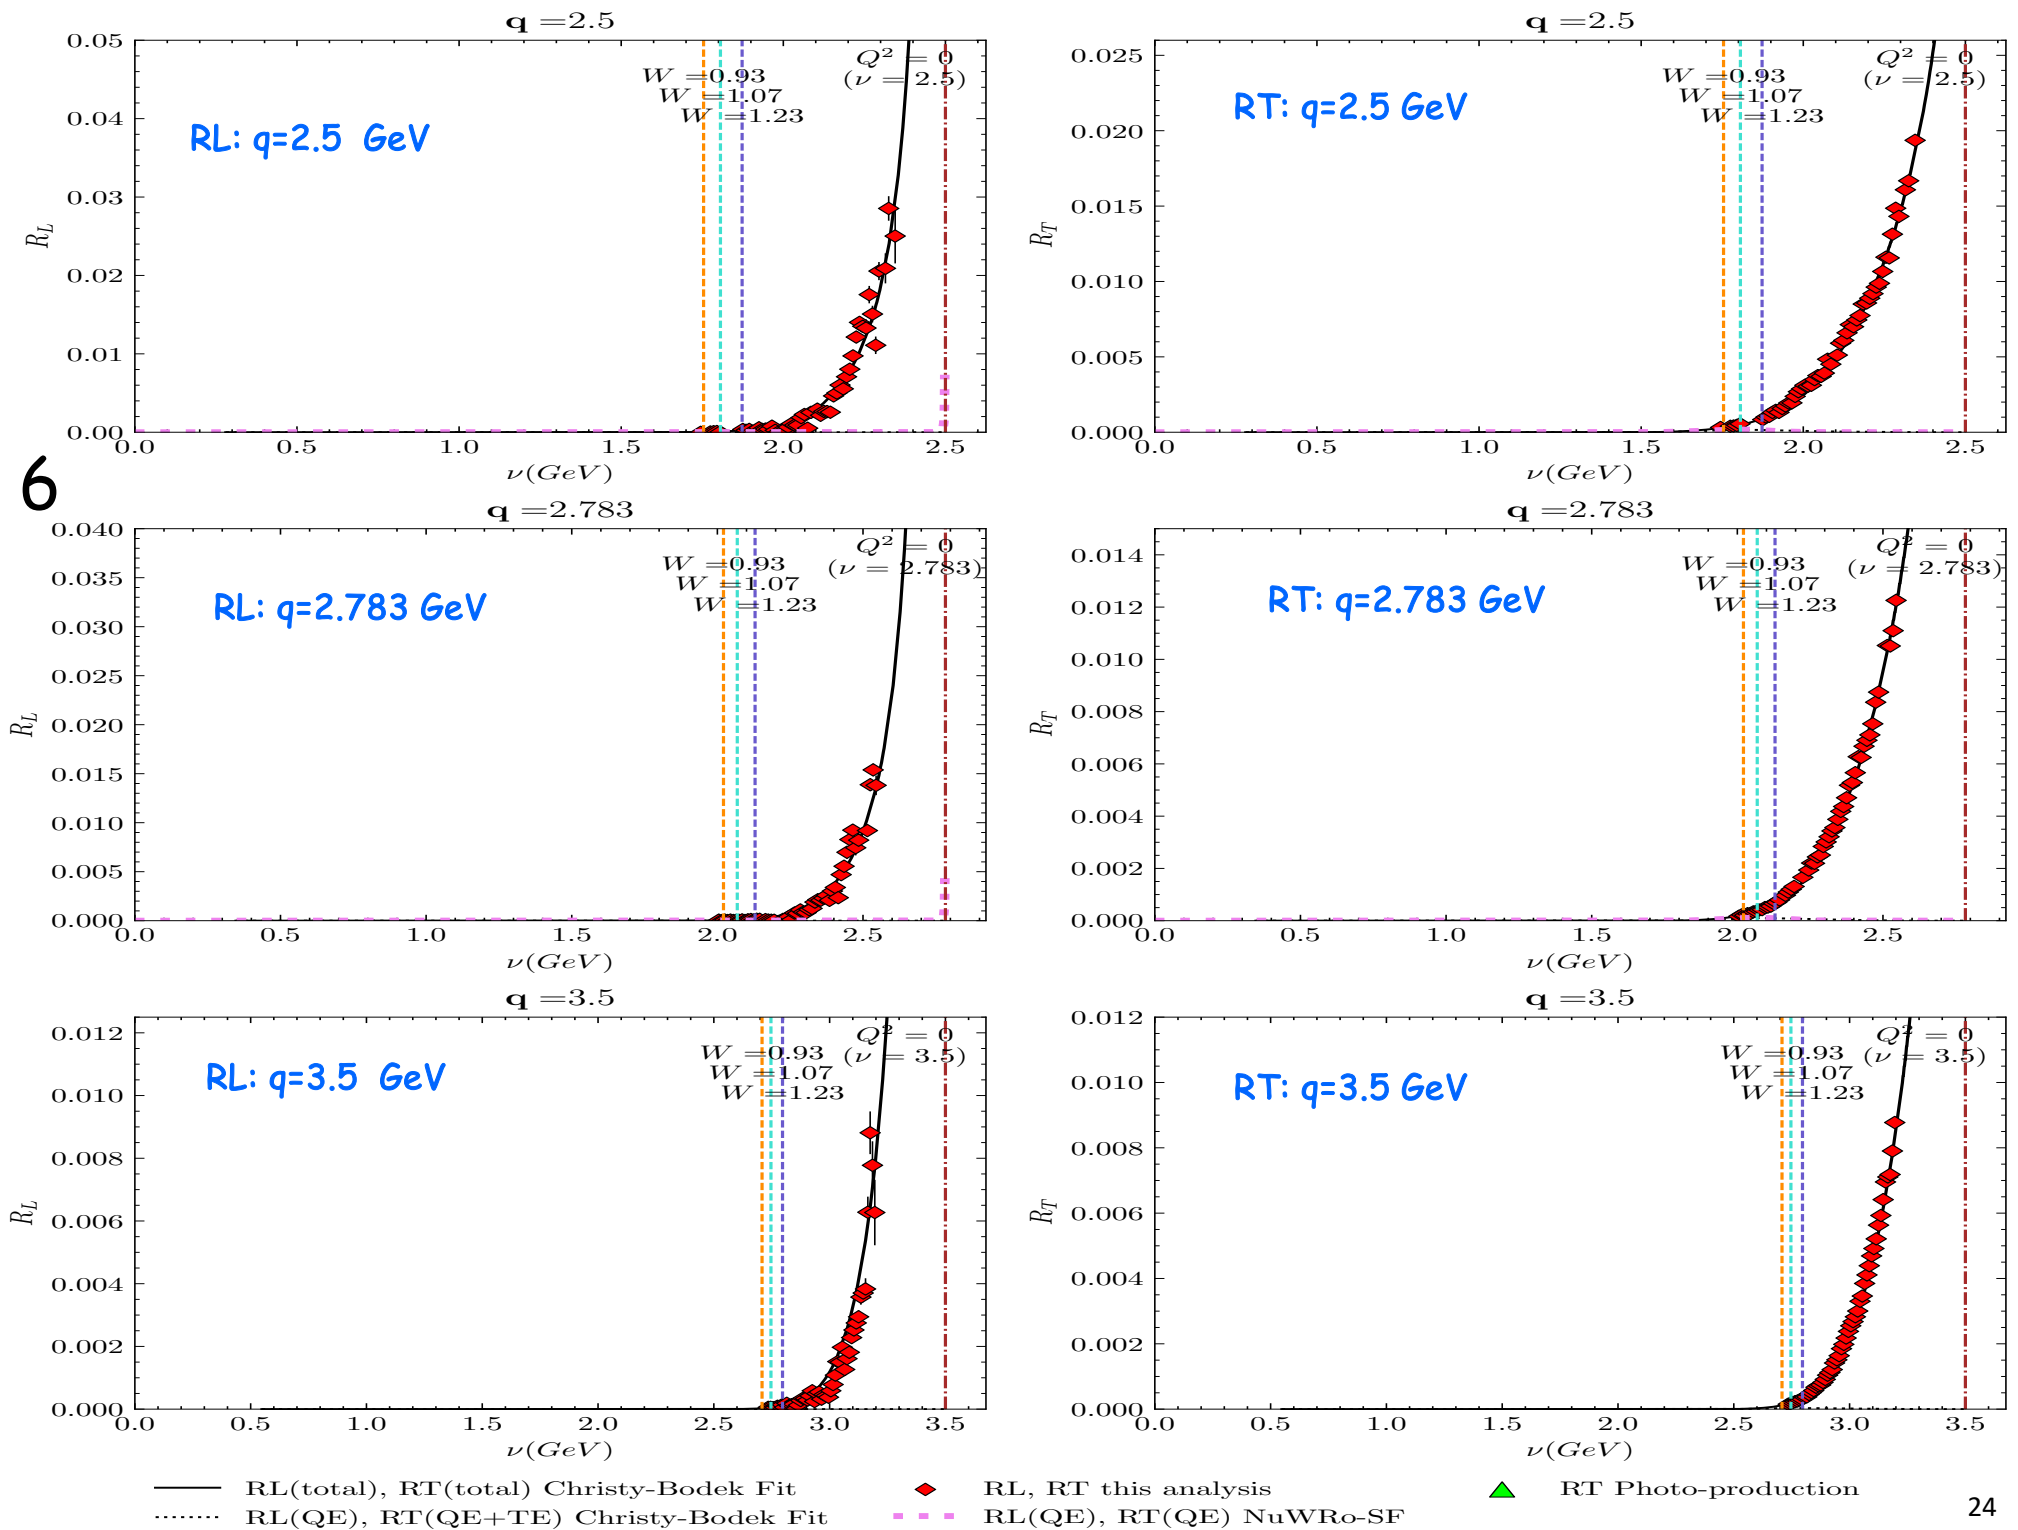 q =2.5
q =2.5
0.05
0.04
0.03
0.02
0.01
0.00
R_L
W =0.93
W =1.07
W =1.23
Q² = 0
(ν = 2.5)
RL: q=2.5 GeV
0.0 0.5 1.0 1.5 2.0 2.5
ν(GeV)
0.025
0.020
0.015
0.010
0.005
0.000
R_T
W =0.93
W =1.07
W =1.23
Q² = 0
(ν = 2.5)
RT: q=2.5 GeV
0.0 0.5 1.0 1.5 2.0 2.5
ν(GeV)
6
q =2.783
q =2.783
0.040
0.035
0.030
0.025
0.020
0.015
0.010
0.005
0.000
R_L
W =0.93
W =1.07
W =1.23
Q² = 0
(ν = 2.783)
RL: q=2.783 GeV
0.0 0.5 1.0 1.5 2.0 2.5
ν(GeV)
0.014
0.012
0.010
0.008
0.006
0.004
0.002
0.000
R_T
W =0.93
W =1.07
W =1.23
Q² = 0
(ν = 2.783)
RT: q=2.783 GeV
0.0 0.5 1.0 1.5 2.0 2.5
ν(GeV)
q =3.5
q =3.5
0.012
0.010
0.008
0.006
0.004
0.002
0.000
R_L
W =0.93
W =1.07
W =1.23
Q² = 0
(ν = 3.5)
RL: q=3.5 GeV
0.0 0.5 1.0 1.5 2.0 2.5 3.0 3.5
ν(GeV)
0.012
0.010
0.008
0.006
0.004
0.002
0.000
R_T
W =0.93
W =1.07
W =1.23
Q² = 0
(ν = 3.5)
RT: q=3.5 GeV
0.0 0.5 1.0 1.5 2.0 2.5 3.0 3.5
ν(GeV)
RL(total), RT(total) Christy-Bodek Fit
RL, RT this analysis
RT Photo-production
RL(QE), RT(QE+TE) Christy-Bodek Fit
RL(QE), RT(QE) NuWRo-SF
24